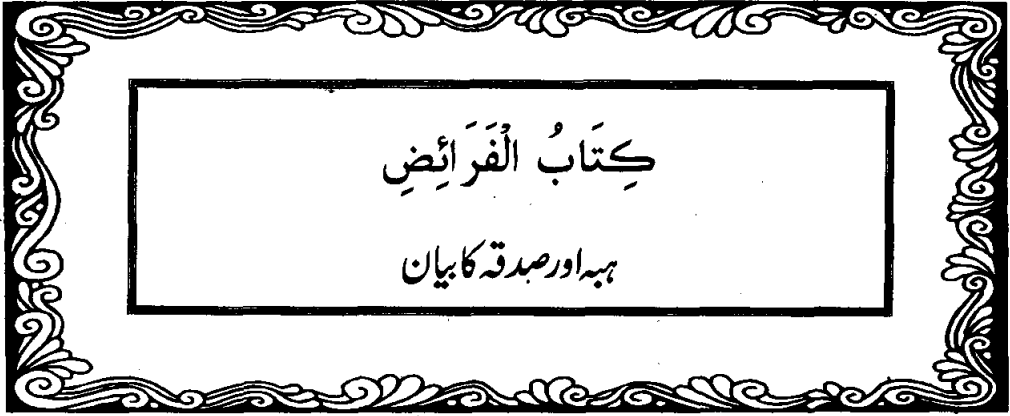 كِتَابُ الْفَرَائِضِ
ہبہ اور صدقہ کا بیان